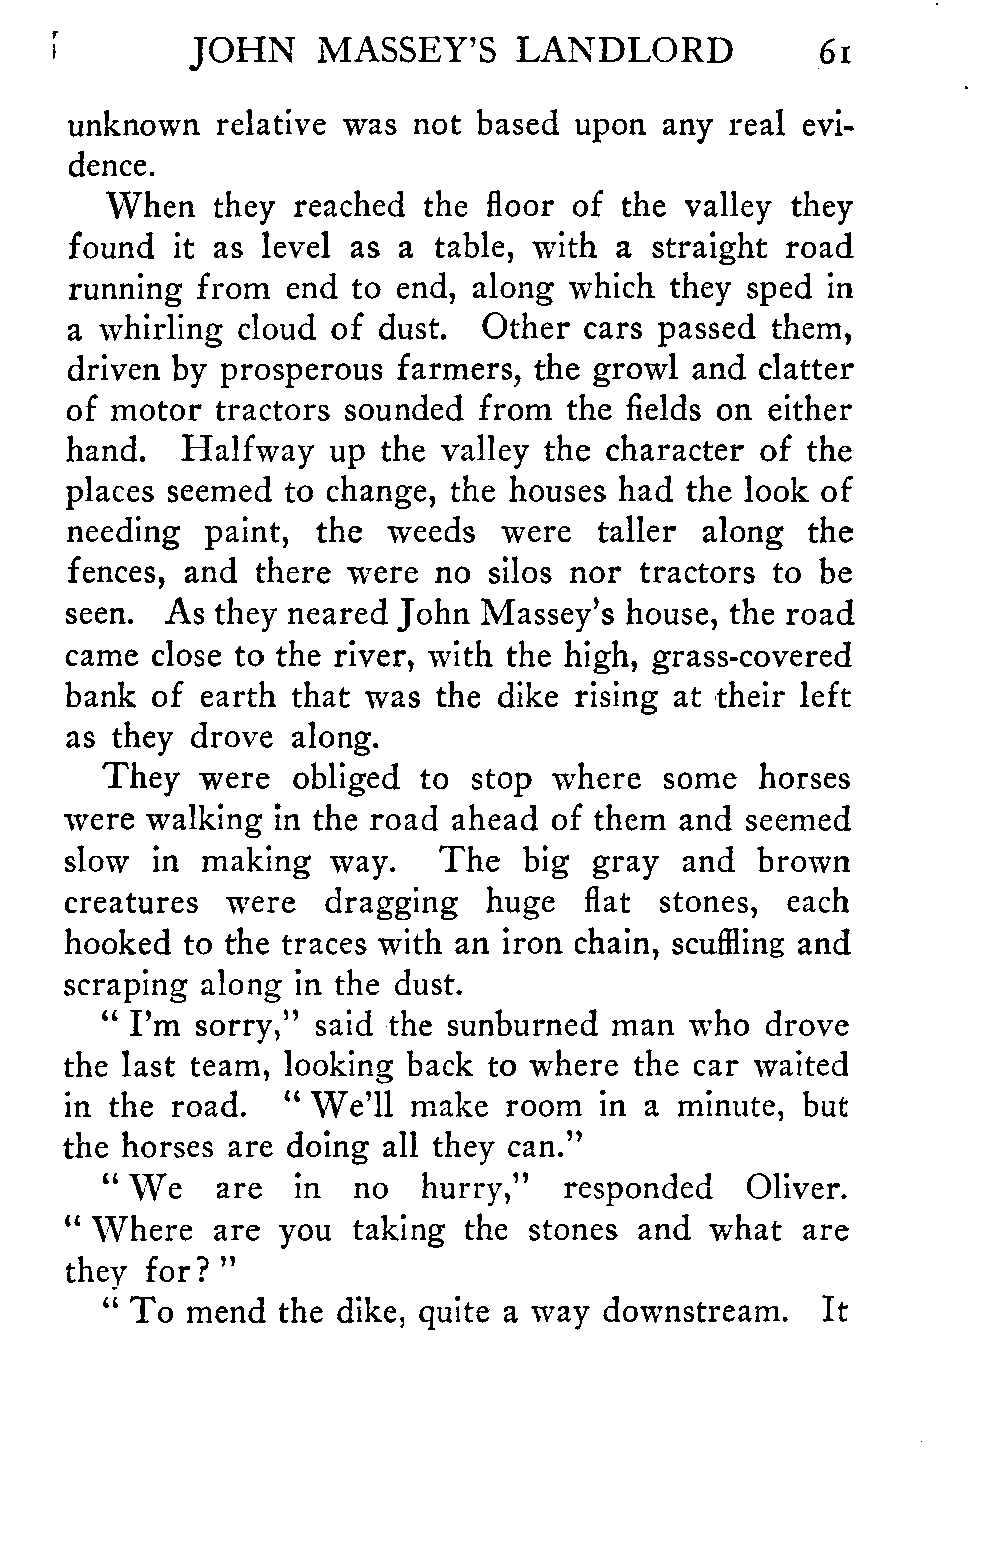 JOHN MASSEY'S LANDLORD 61
unknown relative was not based upon any real evi-
dence.
When they reached the floor of the valley they
found it as level as a table, with a straight road
running from end to end, along which they sped in
a whirling cloud of dust. Other cars passed them,
driven by prosperous farmers, the growl and clatter
of motor tractors sounded from the fields on either
hand. Halfway up the valley the character of the
places seemed to change, the houses had the look of
needing paint, the weeds were taller along the
fences, and there were no silos nor tractors to be
seen. As they neared John Massey's house, the road
came close to the river, with the high, grass-covered
bank of earth that was the dike rising at their left
as they drove along.
They were obliged to stop where some horses
were walking in the road ahead of them and seemed
slow in making way. The big gray and brown
creatures were dragging huge flat stones, each
hooked to the traces with an iron chain, scuffling and
scraping along in the dust.
"I'm sorry," said the sunburned man who drove
the last team, looking back to where the car waited
in the road. "We'll make room in a minute, but
the horses are doing all they can."
"We are in no hurry," responded Oliver.
"Where are you taking the stones and what are
they for?"
"To mend the dike, quite a way downstream. It